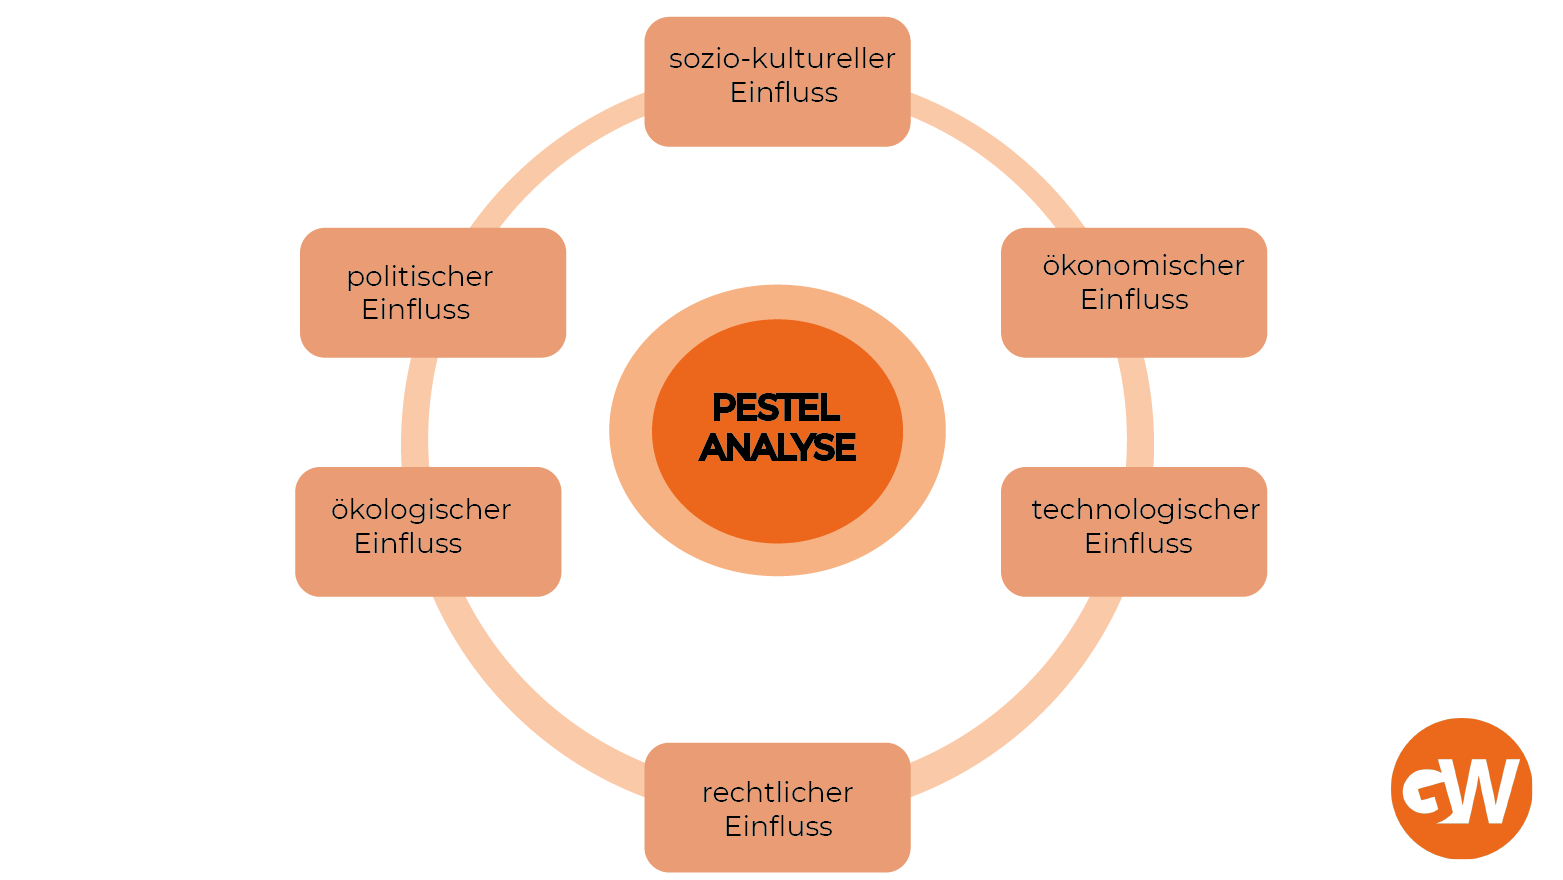 sozio-kultureller
Einfluss
politischer
Einfluss
ökonomischer
Einfluss
PESTEL
ANALYSE
ökologischer
Einfluss
technologischer
Einfluss
rechtlicher
Einfluss
GW